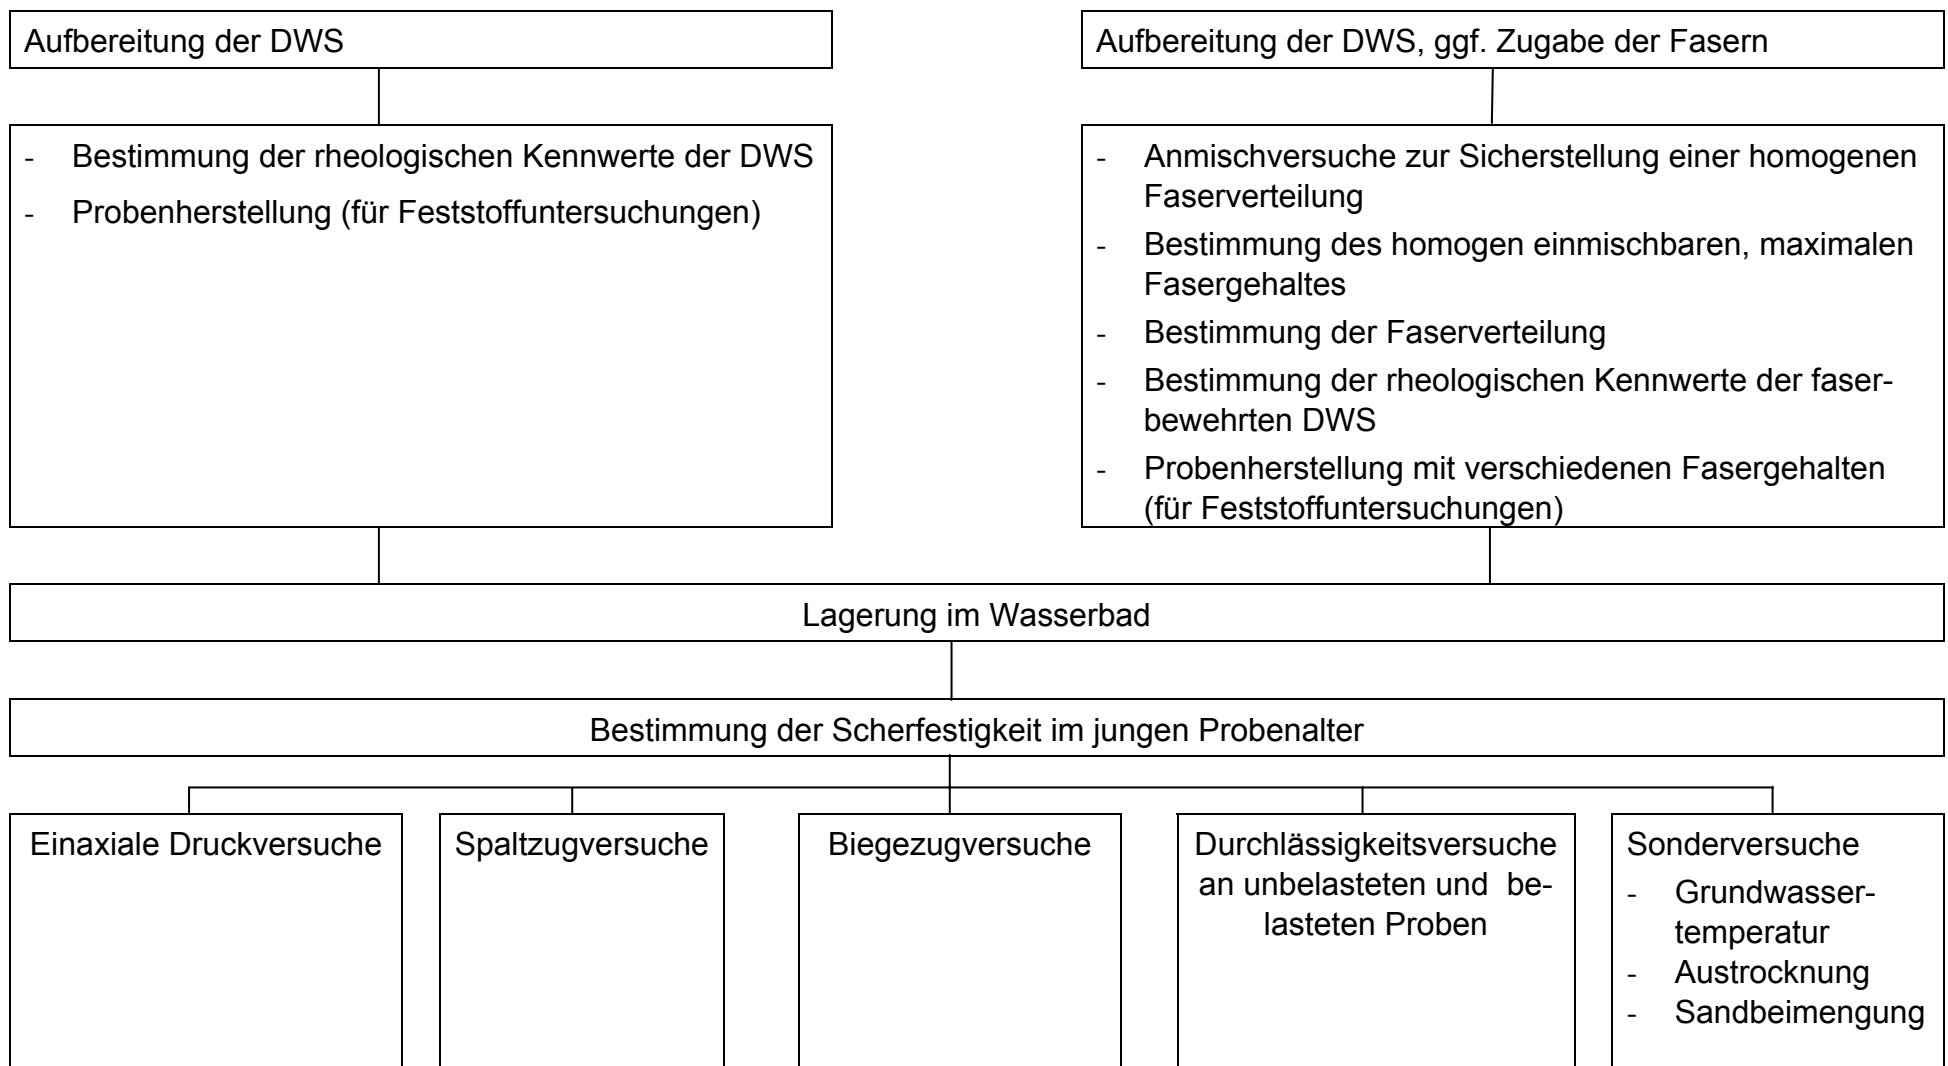 Aufbereitung der DWS
- Bestimmung der rheologischen Kennwerte der DWS
- Probenherstellung (für Feststoffuntersuchungen)
Aufbereitung der DWS, ggf. Zugabe der Fasern
- Anmischversuche zur Sicherstellung einer homogenen
Faserverteilung
- Bestimmung des homogen einmischbaren, maximalen
Fasergehaltes
- Bestimmung der Faserverteilung
- Bestimmung der rheologischen Kennwerte der faser-
bewehrten DWS
- Probenherstellung mit verschiedenen Fasergehalten
(für Feststoffuntersuchungen)
Lagerung im Wasserbad
Bestimmung der Scherfestigkeit im jungen Probenalter
Einaxiale Druckversuche
Spaltzugversuche
Biegezugversuche
Durchlässigkeitsversuche
an unbelasteten und be-
lasteten Proben
Sonderversuche
- Grundwasser-
temperatur
- Austrocknung
- Sandbeimengung